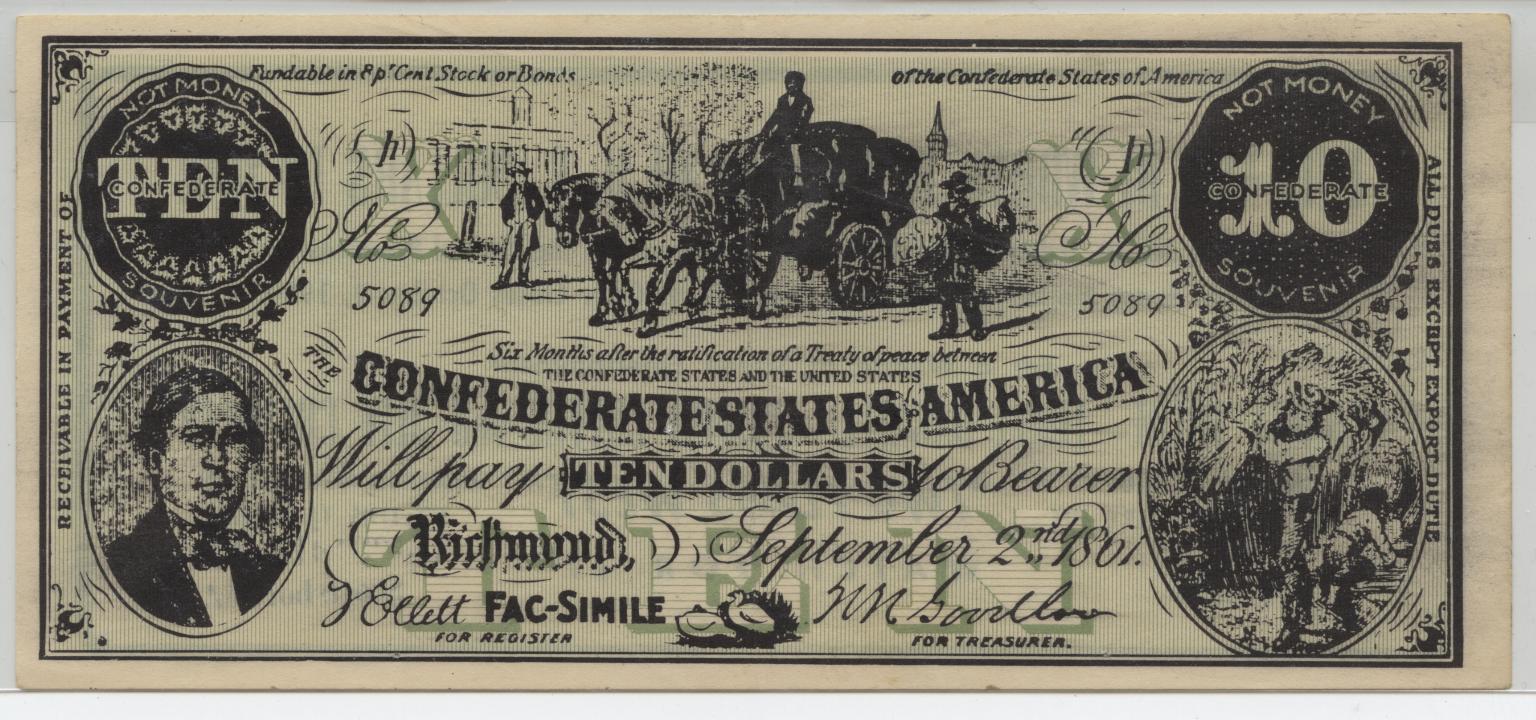 Fundable in 8 pr Cent Stock or Bonds of the Confederate States of America
NOT MONEY
TEN
CONFEDERATE
SOUVENIR
NOT MONEY
10
CONFEDERATE
SOUVENIR
h h
X X
No No
5089 5089
RECEIVABLE IN PAYMENT OF
ALL DUES EXCEPT EXPORT DUTIE
Six Months after the ratification of a Treaty of peace between
THE CONFEDERATE STATES AND THE UNITED STATES
THE CONFEDERATE STATES OF AMERICA
Will pay TEN DOLLARS to Bearer
Richmond, September 2nd, 1861.
TEN
J Ellett FAC-SIMILE
FOR REGISTER FOR TREASURER.